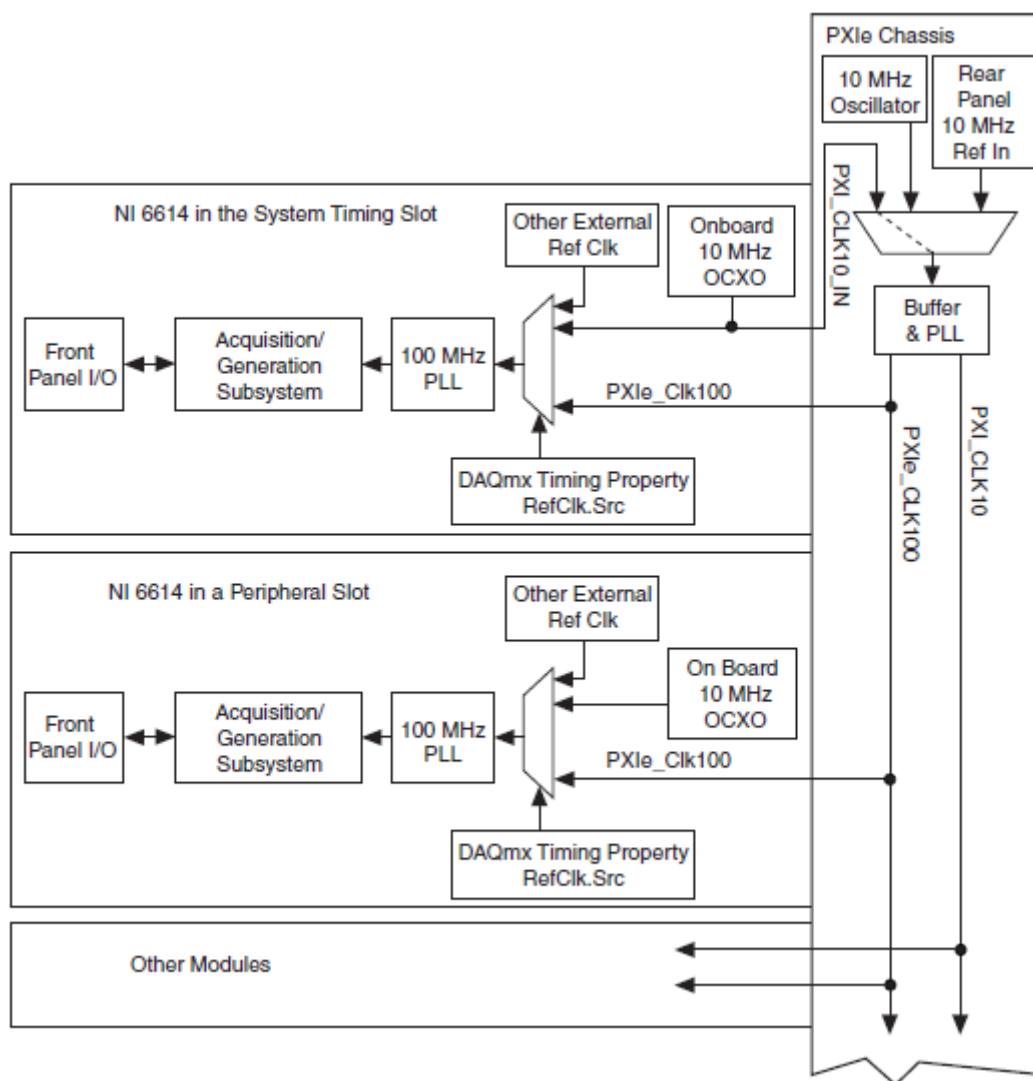 PXIe Chassis
10 MHz
Oscillator
Rear
Panel
10 MHz
Ref In
PXI_CLK10_IN
Buffer
& PLL
PXIe_CLK100
PXI_CLK10
NI 6614 in the System Timing Slot
Other External
Ref Clk
Onboard
10 MHz
OCXO
Front
Panel I/O
Acquisition/
Generation
Subsystem
100 MHz
PLL
PXIe_Clk100
DAQmx Timing Property
RefClk.Src
NI 6614 in a Peripheral Slot
Other External
Ref Clk
On Board
10 MHz
OCXO
Front
Panel I/O
Acquisition/
Generation
Subsystem
100 MHz
PLL
PXIe_Clk100
DAQmx Timing Property
RefClk.Src
Other Modules